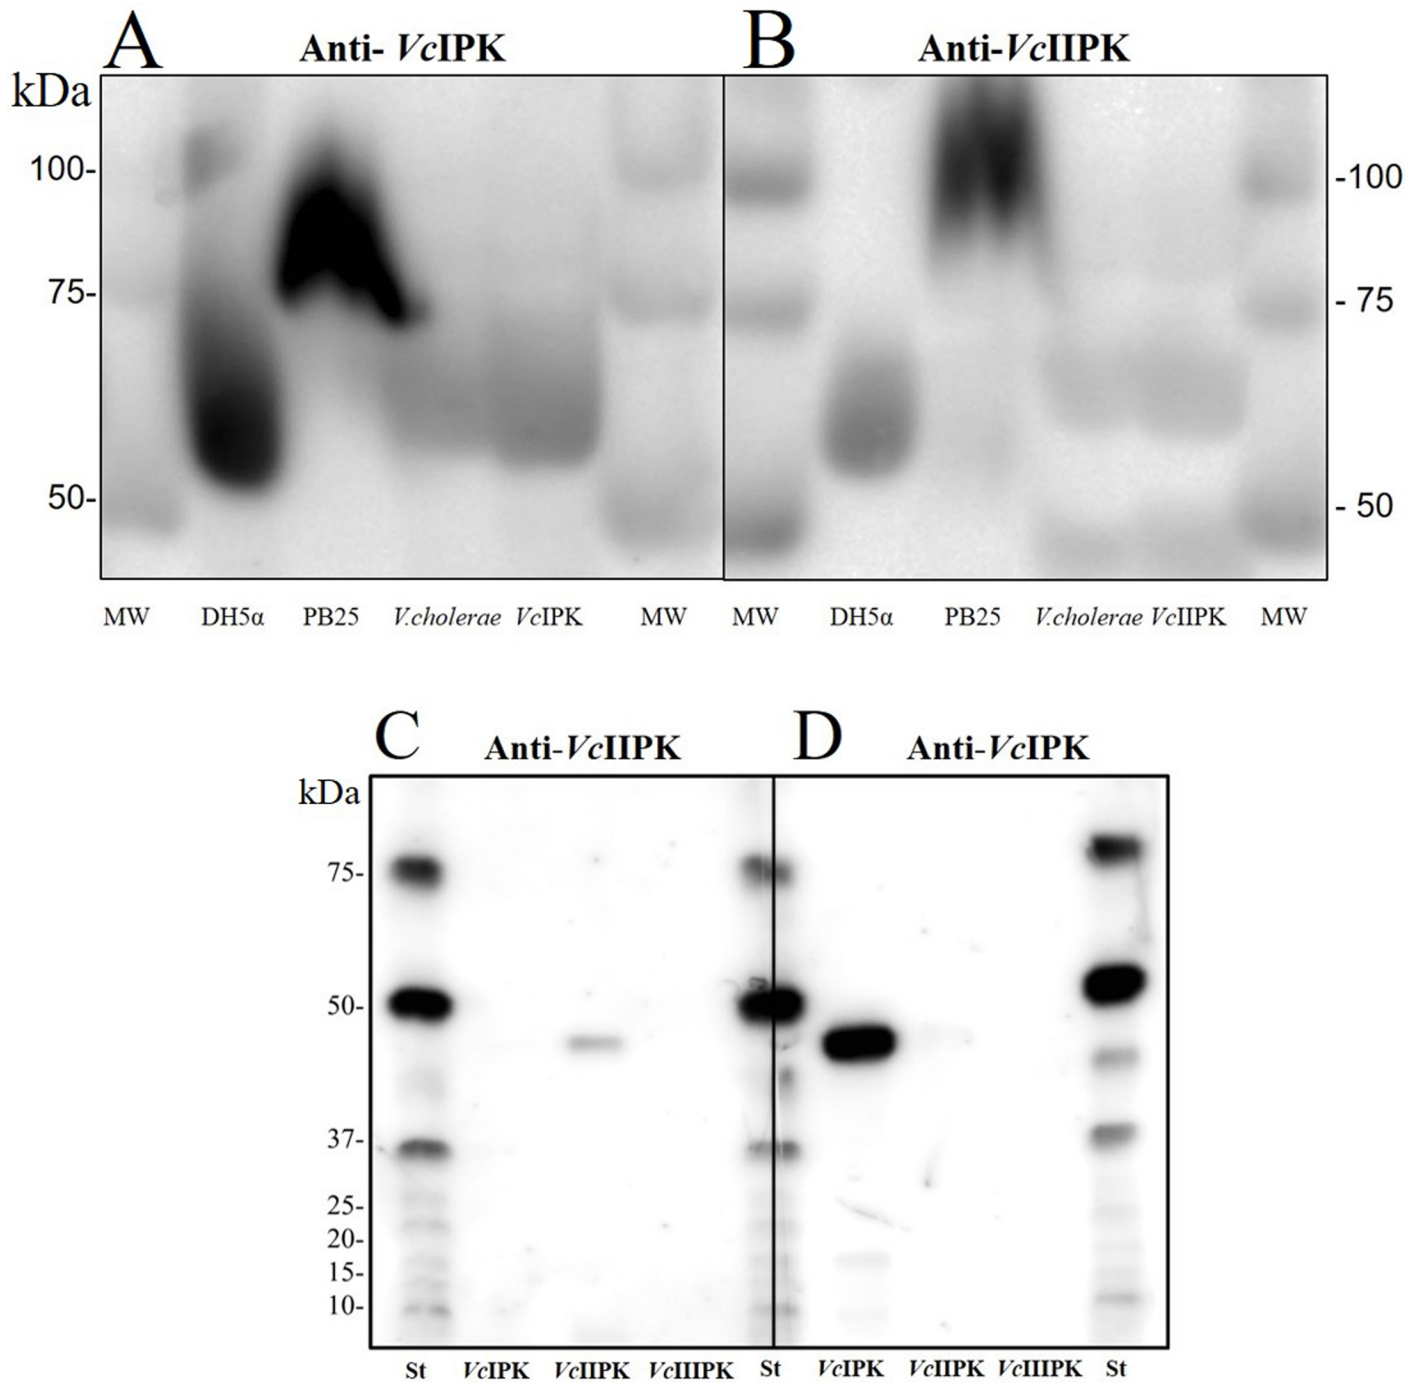 A Anti- VcIPK B Anti-VcIIPK
kDa
100- -100
75- - 75
50- - 50
MW DH5α PB25 V.cholerae VcIPK MW MW DH5α PB25 V.cholerae VcIIPK MW
C Anti-VcIIPK D Anti-VcIPK
kDa
75-
50-
37-
25-
20-
15-
10-
St VcIPK VcIIPK VcIIIPK St VcIPK VcIIPK VcIIIPK St